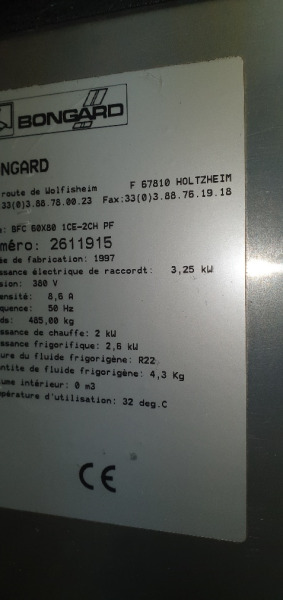 BONGARD
NGARD
route de Wolfisheim F 67810 HOLTZHEIM
:33(0)3.88.78.00.23 Fax:33(0)3.88.76.19.18
: BFC 60X80 1CE-2CH PF
méro: 2611915
ée de fabrication: 1997
ssance électrique de raccordt: 3,25 kW
sion: 380 V
ensité: 8,6 A
quence: 50 Hz
ds: 485,00 kg
ssance de chauffe: 2 kW
ssance frigorifique: 2,6 kW
ure du fluide frigorigène: R22
ntite de fluide frigorigène: 4,3 Kg
ume intérieur: 0 m3
pérature d'utilisation: 32 deg.C
CE